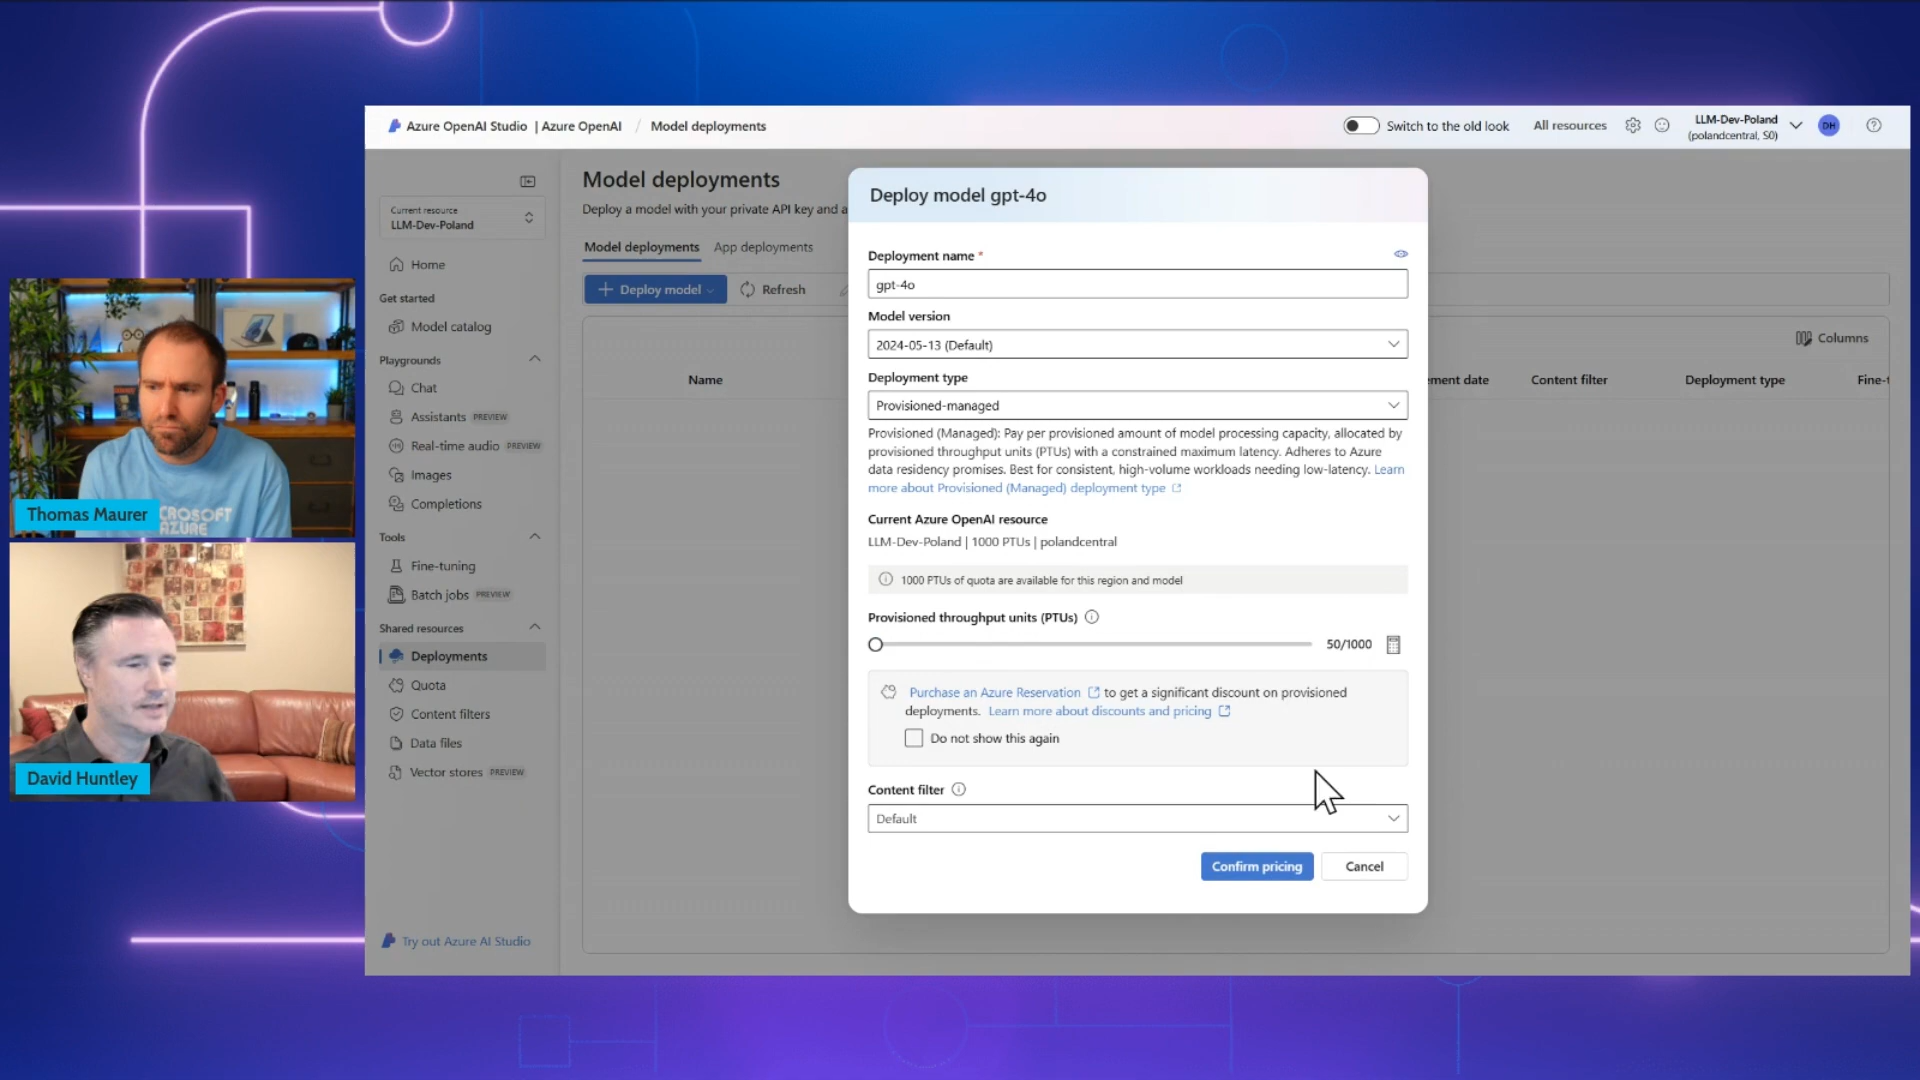 Azure OpenAI Studio | Azure OpenAI / Model deployments
Switch to the old look
All resources
LLM-Dev-Poland
(polandcentral, S0)
DH
Current resource
LLM-Dev-Poland
Home
Get started
Model catalog
Playgrounds
Chat
Assistants PREVIEW
Real-time audio PREVIEW
Images
Completions
Tools
Fine-tuning
Batch jobs PREVIEW
Shared resources
Deployments
Quota
Content filters
Data files
Vector stores PREVIEW
Try out Azure AI Studio
Model deployments
Deploy a model with your private API key and a
Model deployments
App deployments
Deploy model
Refresh
Columns
Name
ment date
Content filter
Deployment type
Fine-t
Deploy model gpt-4o
Deployment name *
gpt-4o
Model version
2024-05-13 (Default)
Deployment type
Provisioned-managed
Provisioned (Managed): Pay per provisioned amount of model processing capacity, allocated by
provisioned throughput units (PTUs) with a constrained maximum latency. Adheres to Azure
data residency promises. Best for consistent, high-volume workloads needing low-latency. Learn
more about Provisioned (Managed) deployment type
Current Azure OpenAI resource
LLM-Dev-Poland | 1000 PTUs | polandcentral
1000 PTUs of quota are available for this region and model
Provisioned throughput units (PTUs)
50/1000
Purchase an Azure Reservation to get a significant discount on provisioned
deployments. Learn more about discounts and pricing
Do not show this again
Content filter
Default
Confirm pricing
Cancel
Thomas Maurer
CROSOFT
AZURE
David Huntley